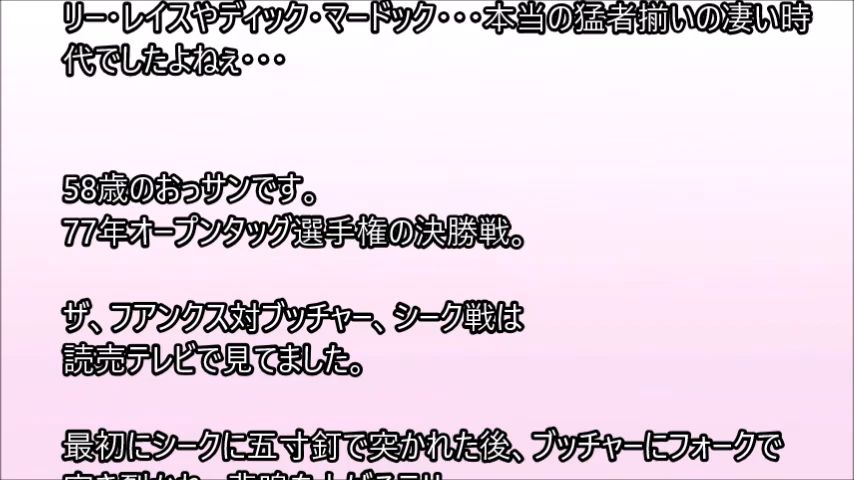 リー・レイスやディック・マードック・・・本当の猛者揃いの凄い時
代でしたよねぇ・・・
58歳のおっサンです。
77年オープンタッグ選手権の決勝戦。
ザ、フアンクス対ブッチャー、シーク戦は
読売テレビで見てました。
最初にシークに五寸釘で突かれた後、ブッチャーにフォークで